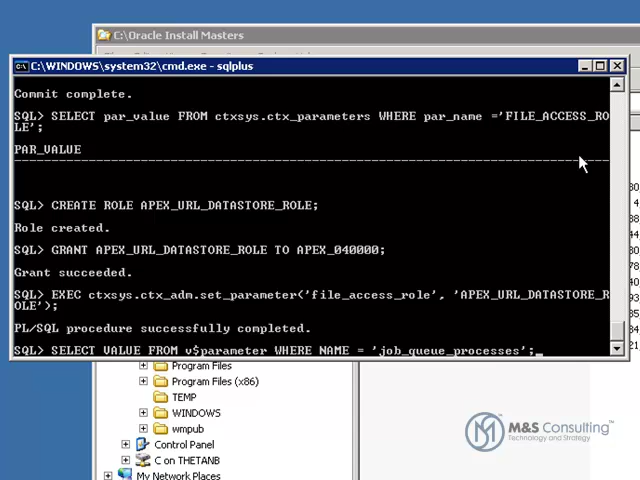 C:\Oracle Install Masters
C:\WINDOWS\system32\cmd.exe - sqlplus
Commit complete.
SQL> SELECT par_value FROM ctxsys.ctx_parameters WHERE par_name ='FILE_ACCESS_RO
LE';
PAR_VALUE
--------------------------------------------------------------------------------
SQL> CREATE ROLE APEX_URL_DATASTORE_ROLE;
Role created.
SQL> GRANT APEX_URL_DATASTORE_ROLE TO APEX_040000;
Grant succeeded.
SQL> EXEC ctxsys.ctx_adm.set_parameter('file_access_role', 'APEX_URL_DATASTORE_R
OLE');
PL/SQL procedure successfully completed.
SQL> SELECT VALUE FROM v$parameter WHERE NAME = 'job_queue_processes';
Program Files
Program Files (x86)
TEMP
WINDOWS
wmpub
Control Panel
C on THETANB
My Network Places
M&S Consulting™
Technology and Strategy